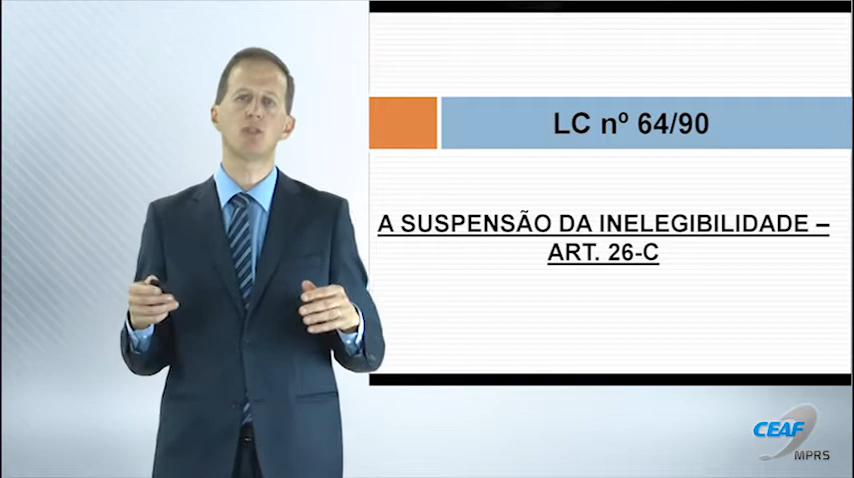 LC nº 64/90
A SUSPENSÃO DA INELEGIBILIDADE –
ART. 26-C
CEAF
MPRS